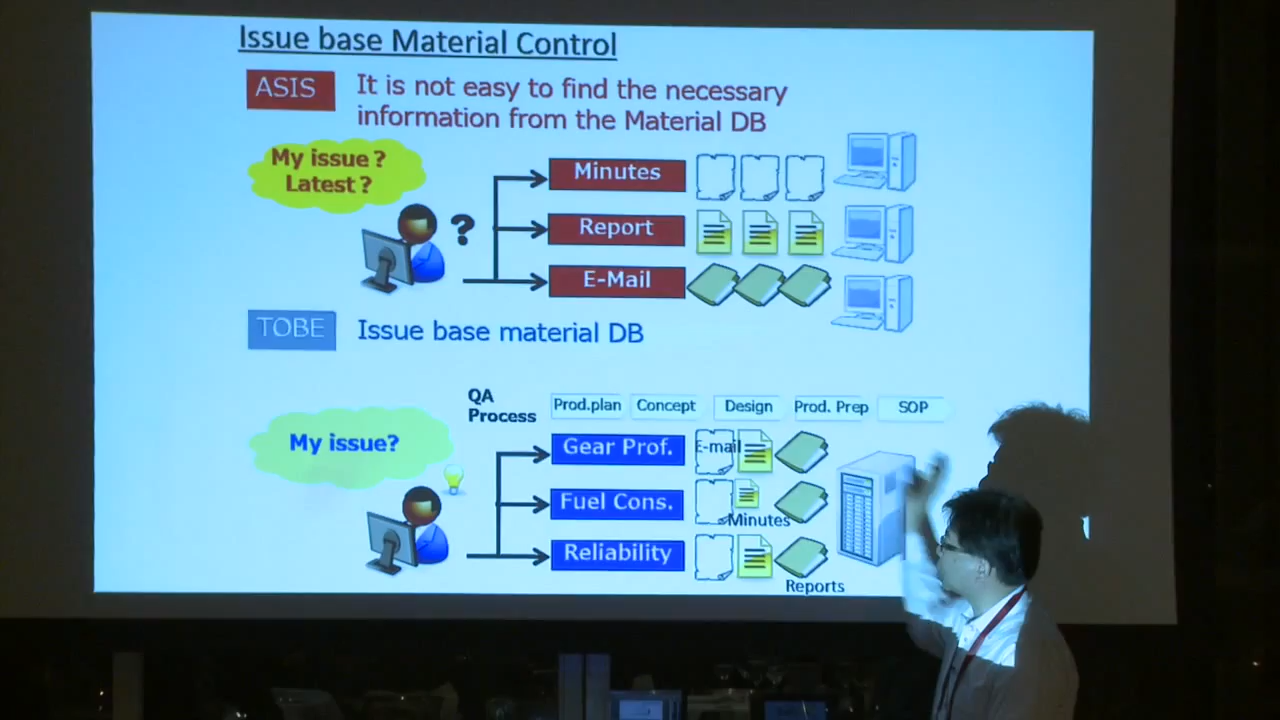 Issue base Material Control
ASIS
It is not easy to find the necessary
information from the Material DB
My issue ?
Latest ?
?
Minutes
Report
E-Mail
TOBE
Issue base material DB
QA
Process
Prod.plan
Concept
Design
Prod. Prep
SOP
My issue?
Gear Prof.
E-mail
Fuel Cons.
Minutes
Reliability
Reports